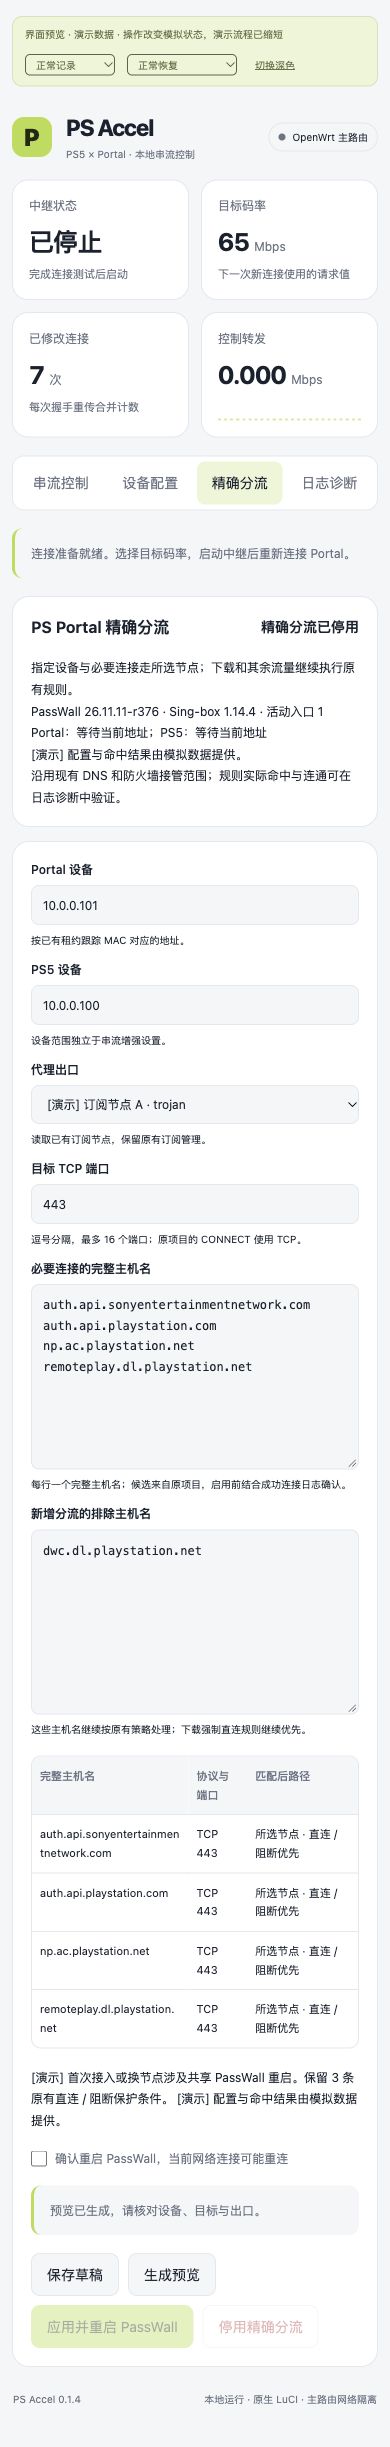 界面预览 · 演示数据 · 操作改变模拟状态，演示流程已缩短
正常记录 正常恢复 切换深色
P PS Accel OpenWrt 主路由
PS5 × Portal · 本地串流控制
中继状态
已停止
完成连接测试后启动
目标码率
65 Mbps
下一次新连接使用的请求值
已修改连接
7 次
每次握手重传合并计数
控制转发
0.000 Mbps
串流控制 设备配置 精确分流 日志诊断
连接准备就绪。选择目标码率，启动中继后重新连接 Portal。
PS Portal 精确分流 精确分流已停用
指定设备与必要连接走所选节点；下载和其余流量继续执行原
有规则。
PassWall 26.11.11-r376 · Sing-box 1.14.4 · 活动入口 1
Portal：等待当前地址；PS5：等待当前地址
[演示] 配置与命中结果由模拟数据提供。
沿用现有 DNS 和防火墙接管范围；规则实际命中与连通可在
日志诊断中验证。
Portal 设备
10.0.0.101
按已有租约跟踪 MAC 对应的地址。
PS5 设备
10.0.0.100
设备范围独立于串流增强设置。
代理出口
[演示] 订阅节点 A · trojan
读取已有订阅节点，保留原有订阅管理。
目标 TCP 端口
443
逗号分隔，最多 16 个端口；原项目的 CONNECT 使用 TCP。
必要连接的完整主机名
auth.api.sonyentertainmentnetwork.com
auth.api.playstation.com
np.ac.playstation.net
remoteplay.dl.playstation.net
每行一个完整主机名；候选来自原项目，启用前结合成功连接日志确认。
新增分流的排除主机名
dwc.dl.playstation.net
这些主机名继续按原有策略处理；下载强制直连规则继续优先。
完整主机名 协议与
端口 匹配后路径
auth.api.sonyentertainmen
tnetwork.com TCP
443 所选节点 · 直连 /
阻断优先
auth.api.playstation.com TCP
443 所选节点 · 直连 /
阻断优先
np.ac.playstation.net TCP
443 所选节点 · 直连 /
阻断优先
remoteplay.dl.playstation.
net TCP
443 所选节点 · 直连 /
阻断优先
[演示] 首次接入或换节点涉及共享 PassWall 重启。保留 3 条
原有直连 / 阻断保护条件。 [演示] 配置与命中结果由模拟数据
提供。
确认重启 PassWall，当前网络连接可能重连
预览已生成，请核对设备、目标与出口。
保存草稿 生成预览
应用并重启 PassWall 停用精确分流
PS Accel 0.1.4 本地运行 · 原生 LuCI · 主路由网络隔离